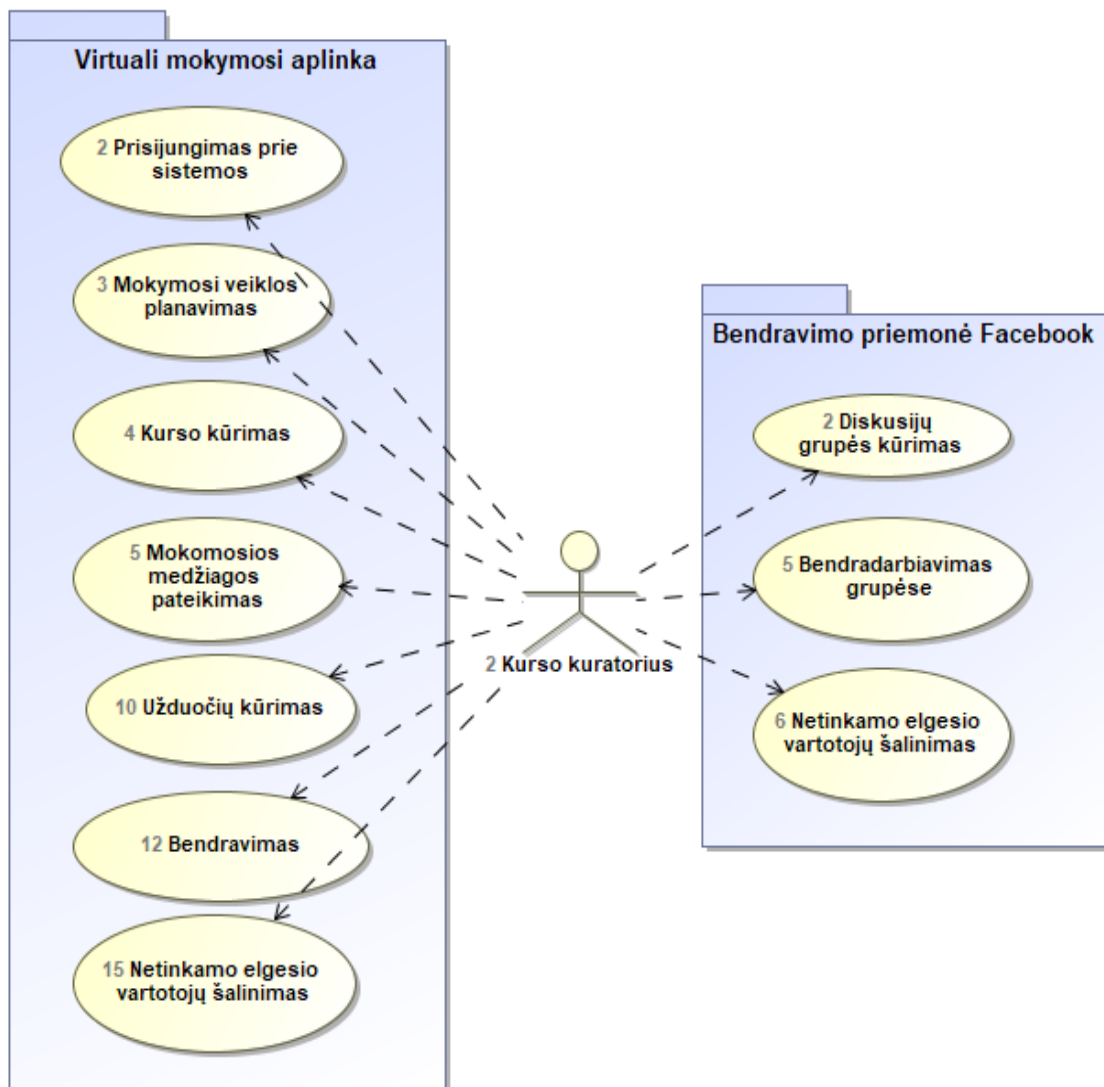 Virtuali mokymosi aplinka
2 Prisijungimas prie
sistemos
3 Mokymosi veiklos
planavimas
4 Kurso kūrimas
5 Mokomosios
medžiagos
pateikimas
10 Užduočių kūrimas
12 Bendravimas
15 Netinkamo elgesio
vartotojų šalinimas
2 Kurso kuratorius
Bendravimo priemonė Facebook
2 Diskusijų
grupės kūrimas
5 Bendradarbiavimas
grupėse
6 Netinkamo elgesio
vartotojų šalinimas